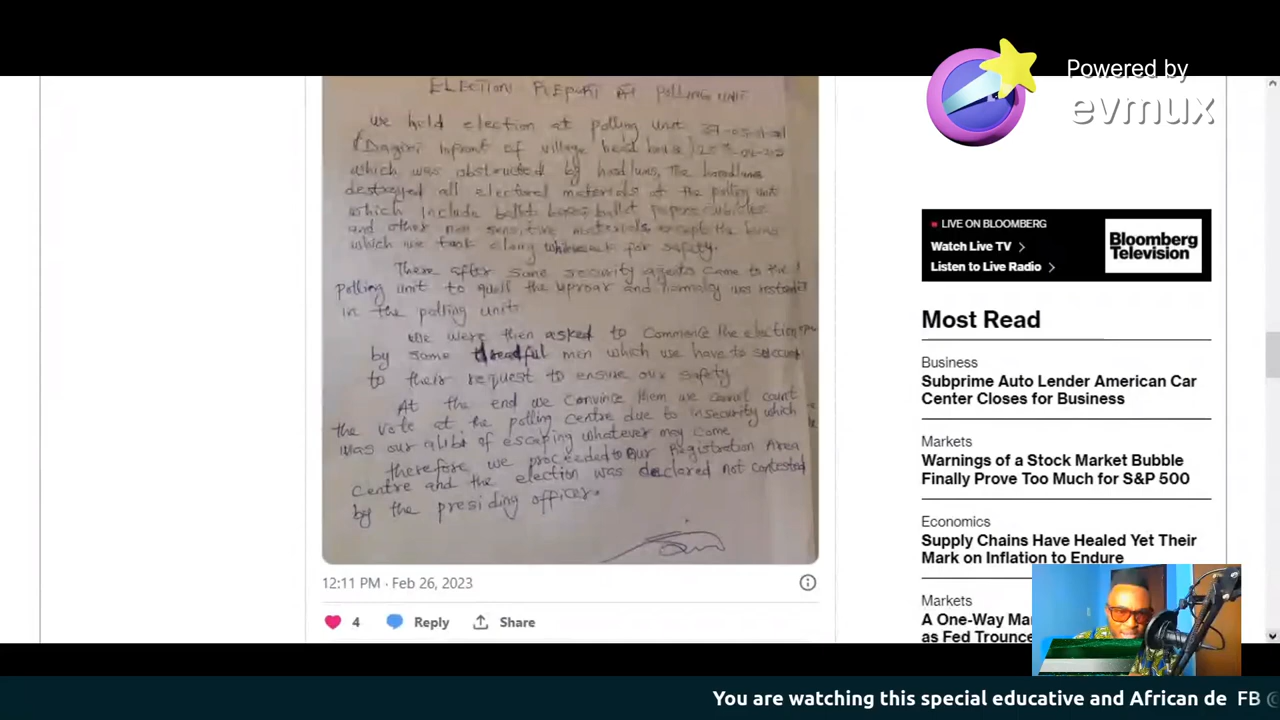 Powered by
evmux
ELECTION REPORT AT POLLING UNIT
We held election at polling unit 37-05-
(Dagiri infront of village head house) 25
which was obstructed by hoodlums, The hoodlums
destroyed all electoral materials at the polling unit
which include ballot boxes, ballot papers, cubicles
and other non sensitive materials, except the
which we took along for safety.
There after some security agents came to the
polling unit to quell the uproar and was restored
in the polling unit.
We were then asked to commence the election
by some men which we have to
to their request to ensure our safety
At the end we convince them we cannot count
the vote at the polling centre due to insecurity which
was our alibi of escaping whatever may come
therefore we proceeded to our Registration Area
Centre and the election was declared not contested
by the presiding officer.
12:11 PM · Feb 26, 2023
4 Reply Share
LIVE ON BLOOMBERG
Watch Live TV
Listen to Live Radio
Bloomberg
Television
Most Read
Business
Subprime Auto Lender American Car
Center Closes for Business
Markets
Warnings of a Stock Market Bubble
Finally Prove Too Much for S&P 500
Economics
Supply Chains Have Healed Yet Their
Mark on Inflation to Endure
Markets
A One-Way
as Fed
You are watching this special educative and African de FB